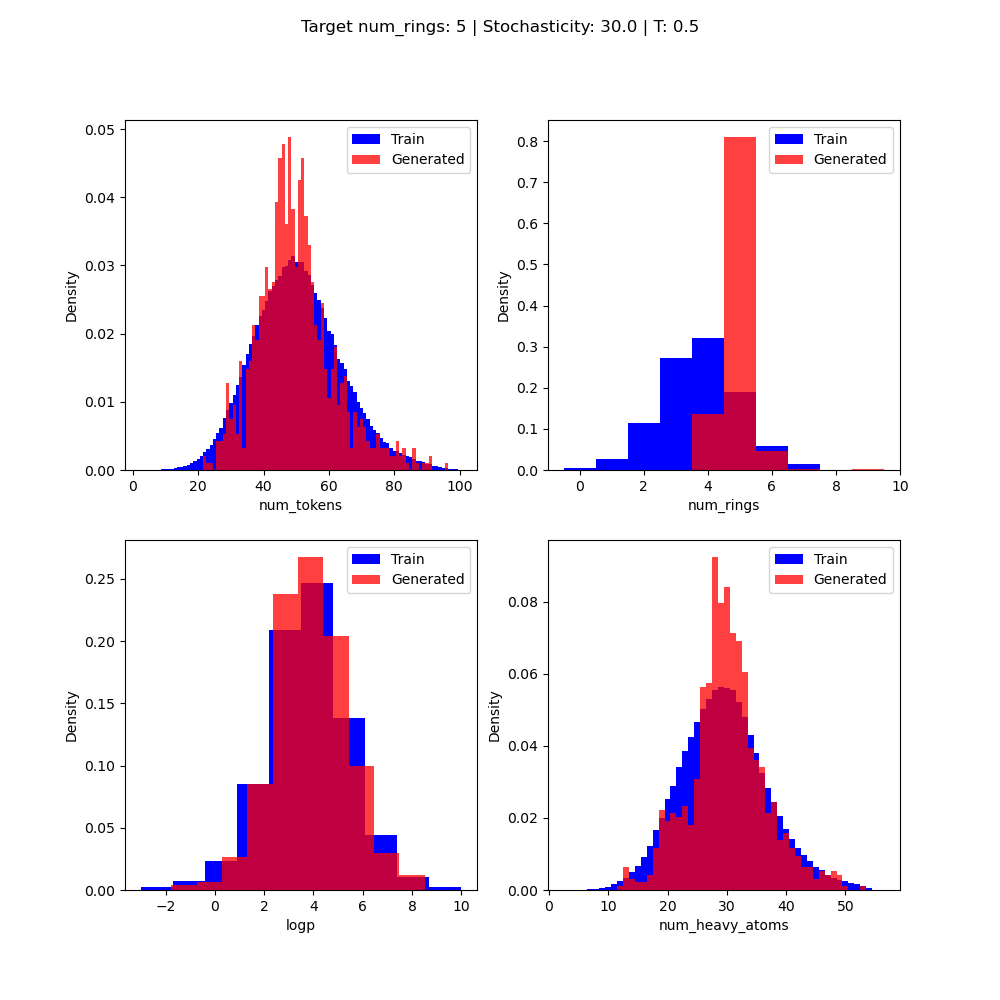 Target num_rings: 5 | Stochasticity: 30.0 | T: 0.5
Train
Generated
Density
0.05
0.04
0.03
0.02
0.01
0.00
0 20 40 60 80 100
num_tokens
Train
Generated
Density
0.8
0.7
0.6
0.5
0.4
0.3
0.2
0.1
0.0
0 2 4 6 8 10
num_rings
Train
Generated
Density
0.25
0.20
0.15
0.10
0.05
0.00
−2 0 2 4 6 8 10
logp
Train
Generated
Density
0.08
0.06
0.04
0.02
0.00
0 10 20 30 40 50
num_heavy_atoms